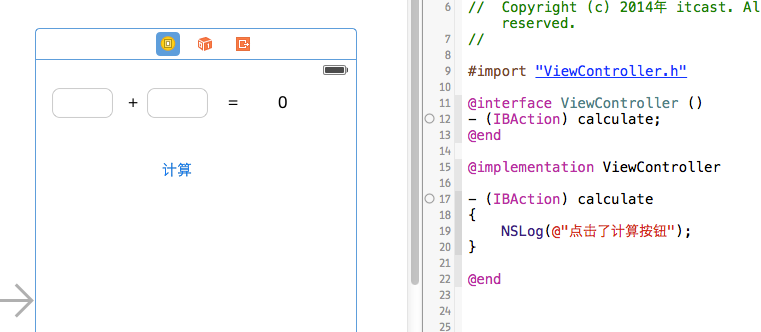 + = 0
计算
6 // Copyright (c) 2014年 itcast. Al
reserved.
7 //
8
9 #import "ViewController.h"
10
11 @interface ViewController ()
12 - (IBAction) calculate;
13 @end
14
15 @implementation ViewController
16
17 - (IBAction) calculate
18 {
19 NSLog(@"点击了计算按钮");
20 }
21
22 @end
23
24
25